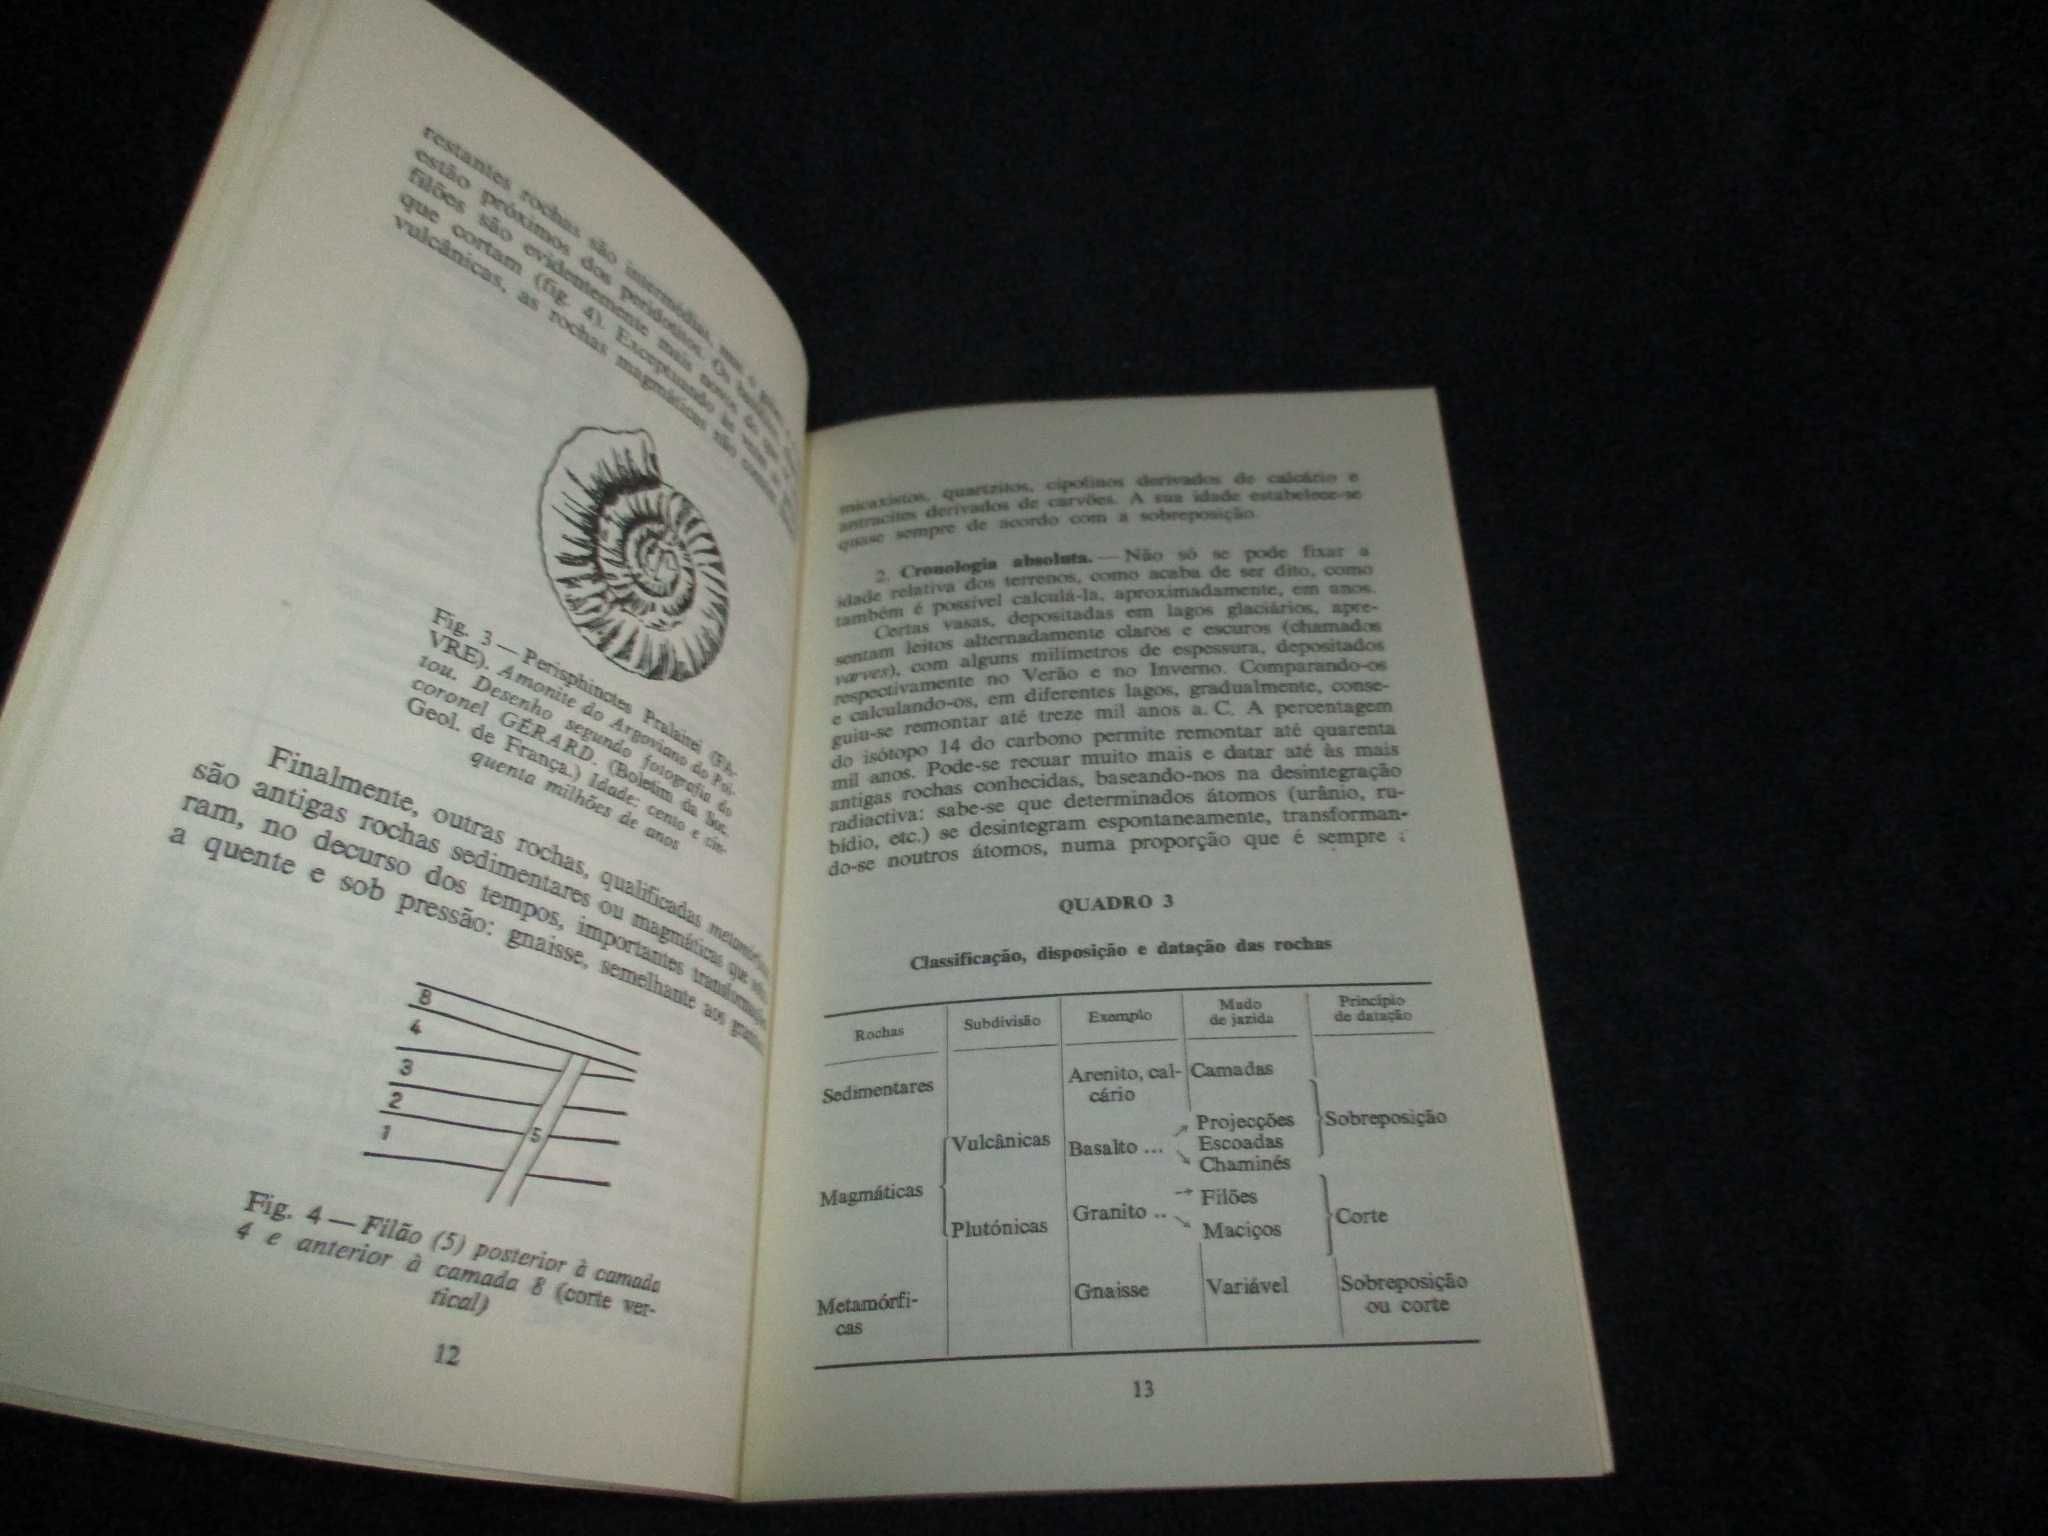 restantes rochas são intermédias, mas o
estão próximos dos peridotitos. Os
filões são evidentemente mais novos do que
que cortam (fig. 4). Exceptuando as
vulcânicas, as rochas magmáticas não
Fig. 3 — Perisphinctes Pralairei (FA-
VRE). Amonite do Argoviano do Poi-
tou. Desenho segundo fotografia do
coronel GÉRARD. (Boletim da Soc.
Geol. de França.) Idade: cento e cin-
quenta milhões de anos
Finalmente, outras rochas, qualificadas
são antigas rochas sedimentares ou magmáticas que
ram, no decurso dos tempos, importantes
a quente e sob pressão: gnaisse, semelhante aos
8
4
3
2
1
5
Fig. 4 — Filão (5) posterior à camada
4 e anterior à camada 8 (corte ver-
tical)
12
micaxistos, quartzitos, cipolinos derivados de calcário e
antracites derivados de carvões. A sua idade estabelece-se
quase sempre de acordo com a sobreposição.
2. Cronologia absoluta. — Não só se pode fixar a
idade relativa dos terrenos, como acaba de ser dito, como
também é possível calculá-la, aproximadamente, em anos.
Certas vasas, depositadas em lagos glaciários, apre-
sentam leitos alternadamente claros e escuros (chamados
varves), com alguns milímetros de espessura, depositados
respectivamente no Verão e no Inverno. Comparando-os
e calculando-os, em diferentes lagos, gradualmente, conse-
guiu-se remontar até treze mil anos a. C. A percentagem
do isótopo 14 do carbono permite remontar até quarenta
mil anos. Pode-se recuar muito mais e datar até às mais
antigas rochas conhecidas, baseando-nos na desintegração
radiactiva: sabe-se que determinados átomos (urânio, ru-
bídio, etc.) se desintegram espontaneamente, transforman-
do-se noutros átomos, numa proporção que é sempre
QUADRO 3
Classificação, disposição e datação das rochas
Rochas Subdivisão Exemplo Modo de jazida Princípio de datação
Sedimentares Arenito, cal-
cário Camadas
Sobreposição
Magmáticas
Vulcânicas Basalto ... Projecções
Escoadas
Chaminés
Plutónicas Granito .. Filões
Maciços
Corte
Metamórfi-
cas Gnaisse Variável Sobreposição
ou corte
13